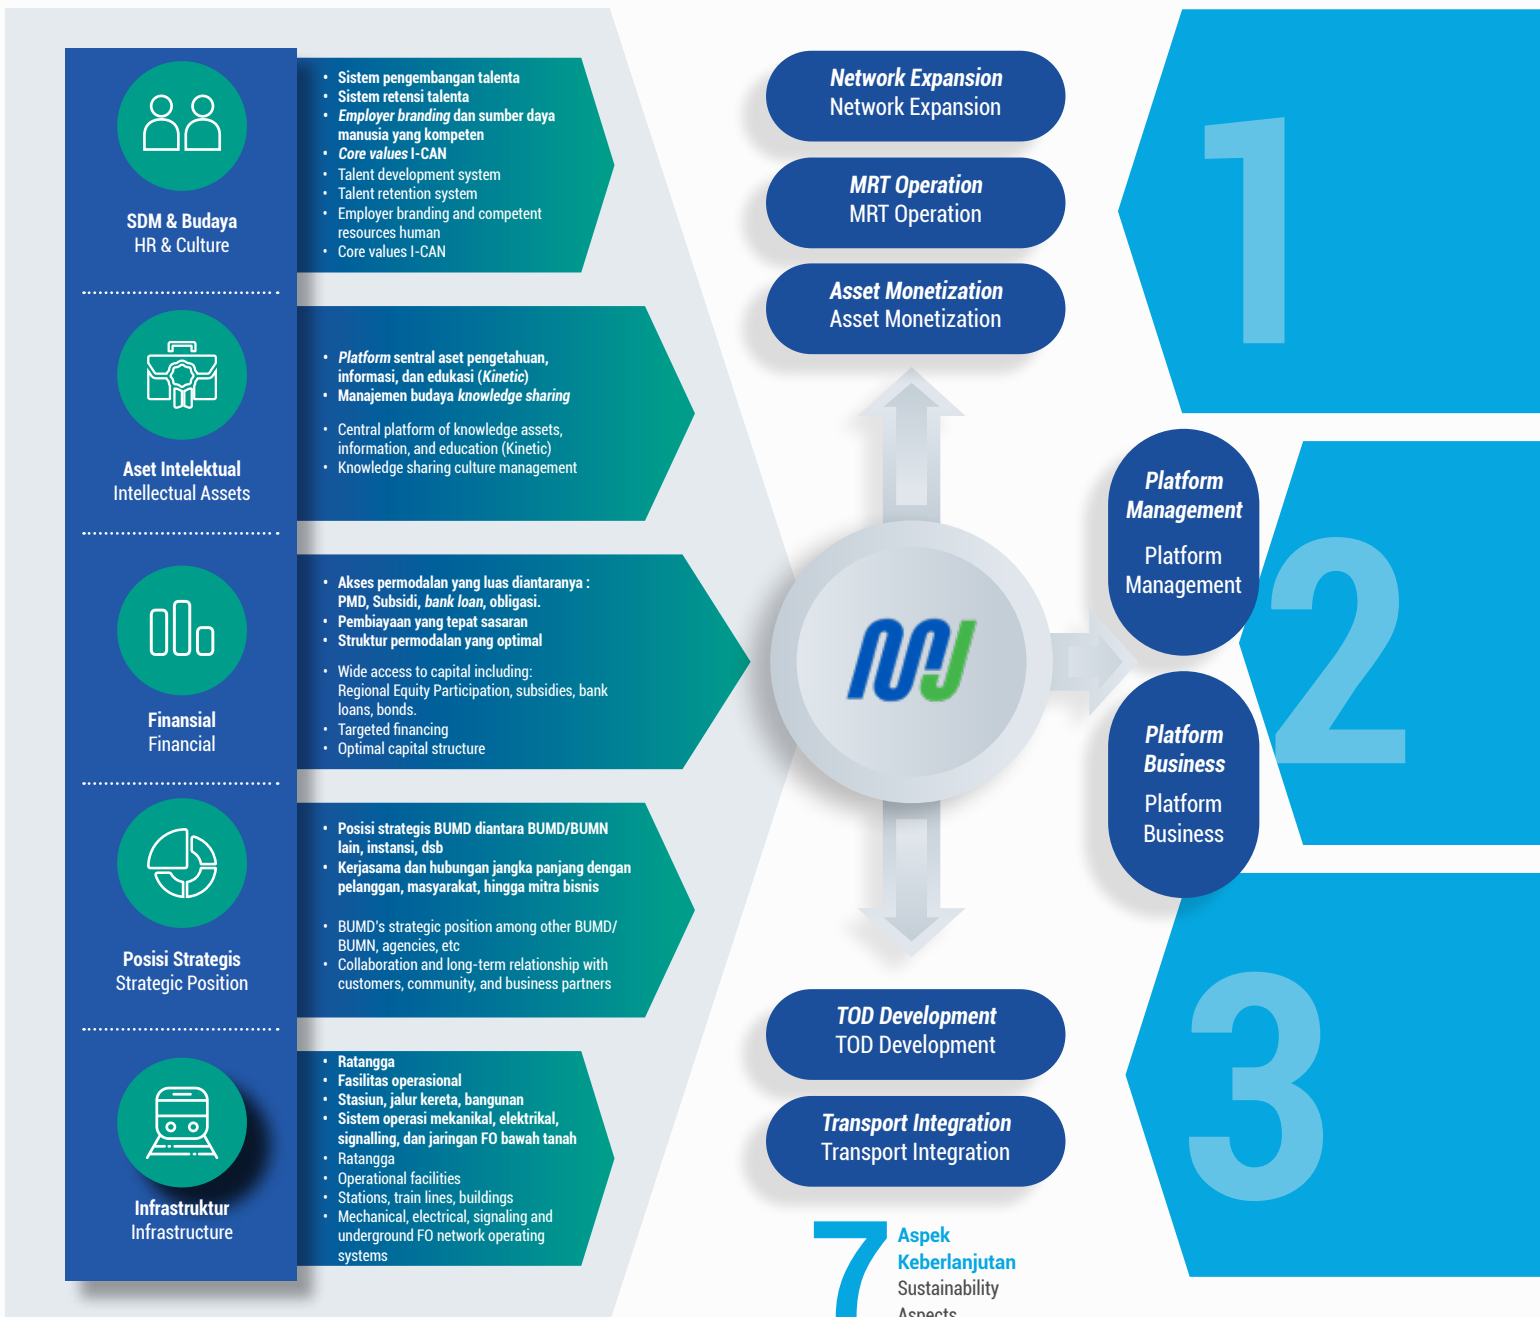 SDM & Budaya
HR & Culture
• Sistem pengembangan talenta
• Sistem retensi talenta
• Employer branding dan sumber daya
manusia yang kompeten
• Core values I-CAN
• Talent development system
• Talent retention system
• Employer branding and competent
resources human
• Core values I-CAN
Aset Intelektual
Intellectual Assets
• Platform sentral aset pengetahuan,
informasi, dan edukasi (Kinetic)
• Manajemen budaya knowledge sharing
• Central platform of knowledge assets,
information, and education (Kinetic)
• Knowledge sharing culture management
Finansial
Financial
• Akses permodalan yang luas diantaranya :
PMD, Subsidi, bank loan, obligasi.
• Pembiayaan yang tepat sasaran
• Struktur permodalan yang optimal
• Wide access to capital including:
Regional Equity Participation, subsidies, bank
loans, bonds.
• Targeted financing
• Optimal capital structure
Posisi Strategis
Strategic Position
• Posisi strategis BUMD diantara BUMD/BUMN
lain, instansi, dsb
• Kerjasama dan hubungan jangka panjang dengan
pelanggan, masyarakat, hingga mitra bisnis
• BUMD's strategic position among other BUMD/
BUMN, agencies, etc
• Collaboration and long-term relationship with
customers, community, and business partners
Infrastruktur
Infrastructure
• Ratangga
• Fasilitas operasional
• Stasiun, jalur kereta, bangunan
• Sistem operasi mekanikal, elektrikal,
signalling, dan jaringan FO bawah tanah
• Ratangga
• Operational facilities
• Stations, train lines, buildings
• Mechanical, electrical, signaling and
underground FO network operating
systems
Network Expansion
Network Expansion
MRT Operation
MRT Operation
Asset Monetization
Asset Monetization
Platform
Management
Platform
Management
Platform
Business
Platform
Business
TOD Development
TOD Development
Transport Integration
Transport Integration
7
Aspek
Keberlanjutan
Sustainability
Aspects
1
2
3